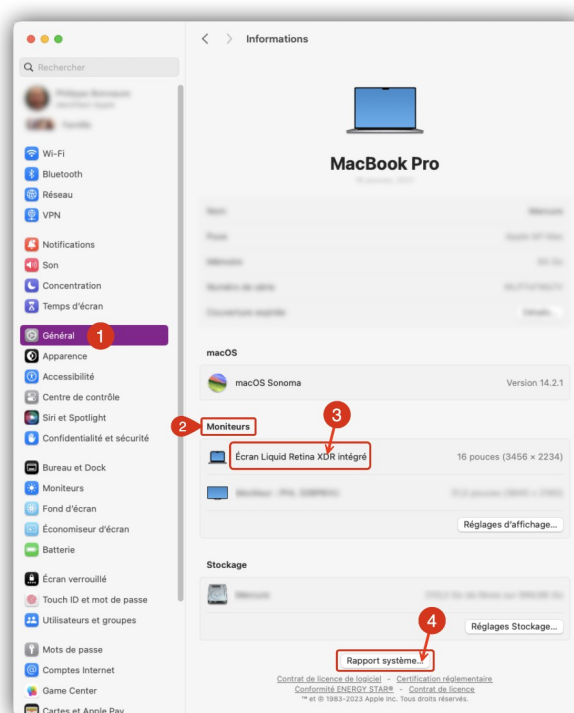 Informations
Rechercher
Wi-Fi
Bluetooth
Réseau
VPN
Notifications
Son
Concentration
Temps d'écran
Général 1
Apparence
Accessibilité
Centre de contrôle
Siri et Spotlight
Confidentialité et sécurité
Bureau et Dock
Moniteurs
Fond d'écran
Économiseur d'écran
Batterie
Écran verrouillé
Touch ID et mot de passe
Utilisateurs et groupes
Mots de passe
Comptes Internet
Game Center
Cartes et Apple Pay
MacBook Pro
macOS
macOS Sonoma Version 14.2.1
3
2 Moniteurs
Écran Liquid Retina XDR intégré 16 pouces (3456 × 2234)
Réglages d'affichage...
Stockage
Réglages Stockage...
4
Rapport système...
Contrat de licence de logiciel - Certification réglementaire
Conformité ENERGY STAR® - Contrat de licence
™ et © 1983-2023 Apple Inc. Tous droits réservés.